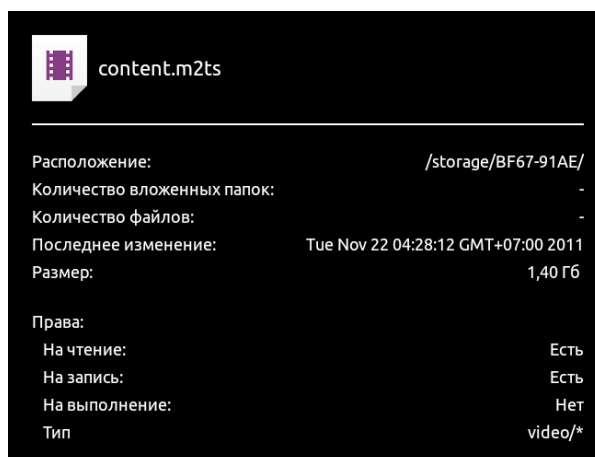 content.m2ts
Расположение: /storage/BF67-91AE/
Количество вложенных папок: -
Количество файлов: -
Последнее изменение: Tue Nov 22 04:28:12 GMT+07:00 2011
Размер: 1,40 Гб
Права:
На чтение: Есть
На запись: Есть
На выполнение: Нет
Тип video/*